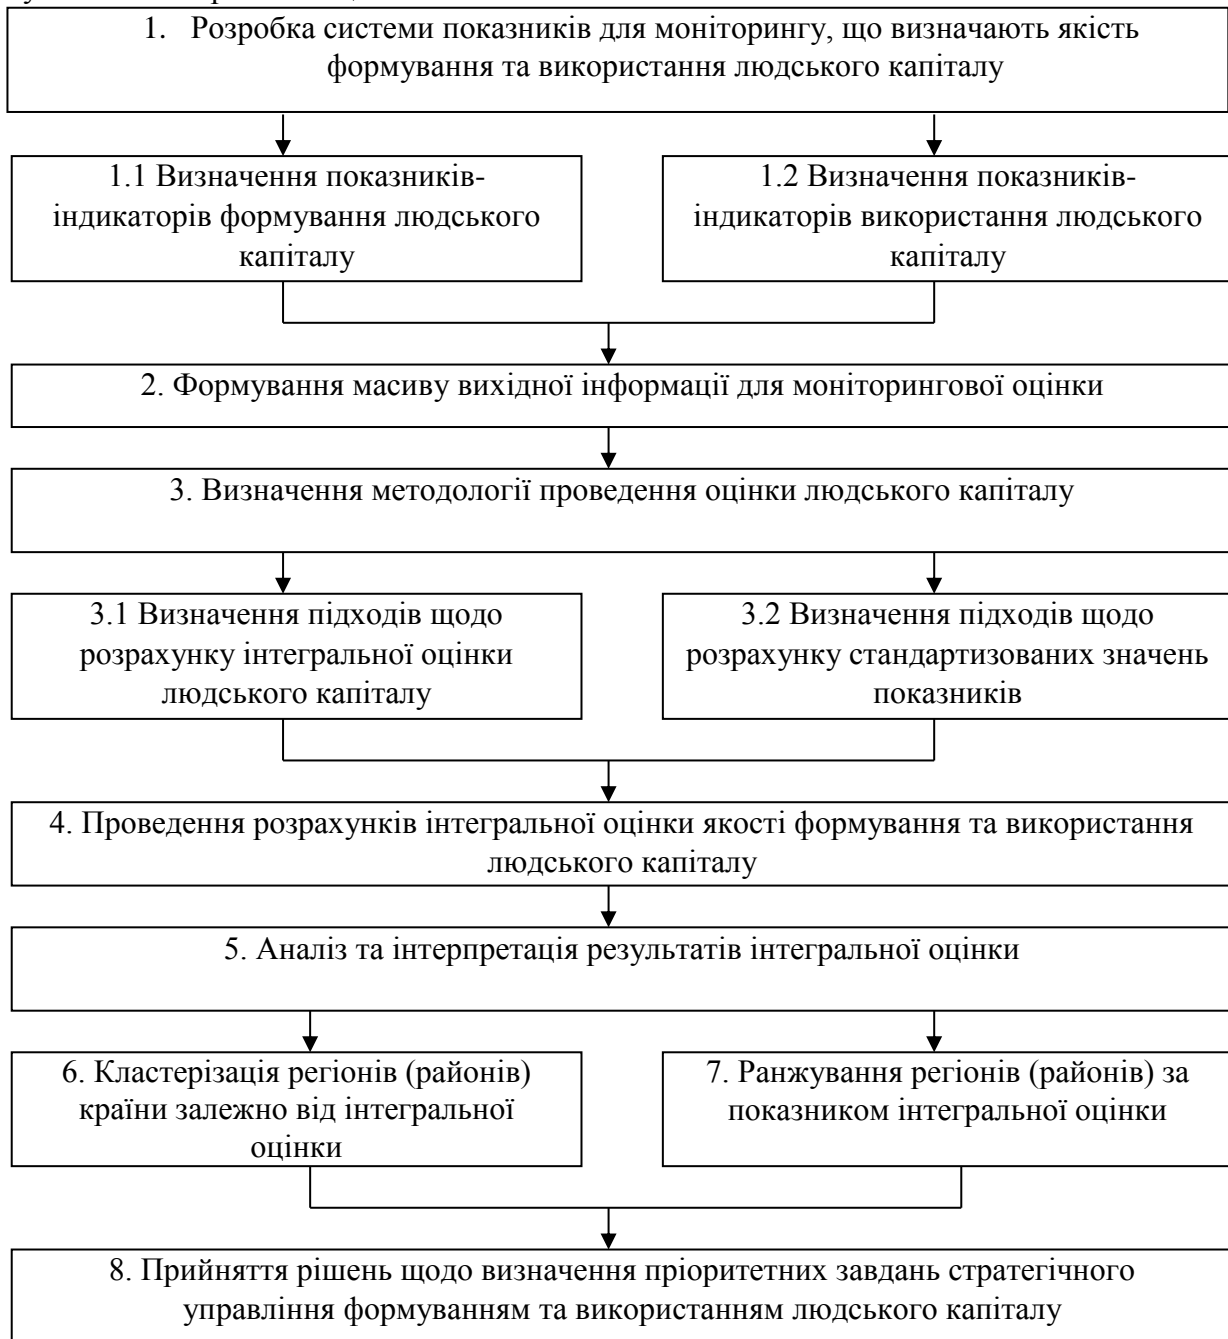 1. Розробка системи показників для моніторингу, що визначають якість
формування та використання людського капіталу
1.1 Визначення показників-
індикаторів формування людського
капіталу
1.2 Визначення показників-
індикаторів використання людського
капіталу
2. Формування масиву вихідної інформації для моніторингової оцінки
3. Визначення методології проведення оцінки людського капіталу
3.1 Визначення підходів щодо
розрахунку інтегральної оцінки
людського капіталу
3.2 Визначення підходів щодо
розрахунку стандартизованих значень
показників
4. Проведення розрахунків інтегральної оцінки якості формування та використання
людського капіталу
5. Аналіз та інтерпретація результатів інтегральної оцінки
6. Кластерізація регіонів (районів)
країни залежно від інтегральної
оцінки
7. Ранжування регіонів (районів) за
показником інтегральної оцінки
8. Прийняття рішень щодо визначення пріоритетних завдань стратегічного
управління формуванням та використанням людського капіталу